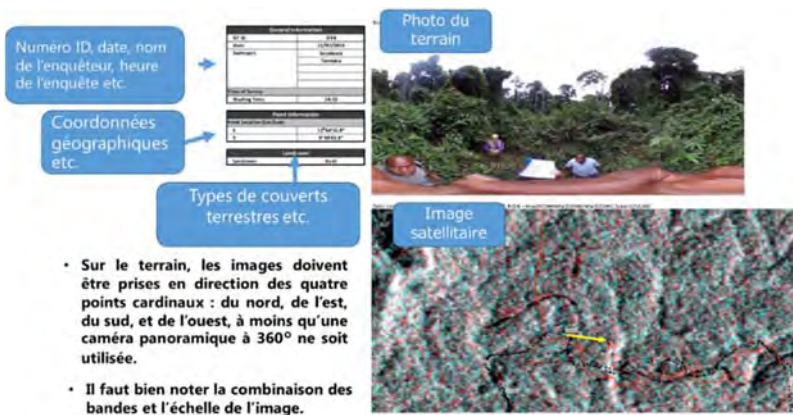 Numéro ID, date, nom
de l'enquêteur, heure
de l'enquête etc.
General Information
Time of Survey
Starting Time
Point Information
Landcover
Coordonnées
géographiques
etc.
Types de couverts
terrestres etc.
Photo du
terrain
Image
satellitaire
• Sur le terrain, les images doivent
être prises en direction des quatre
points cardinaux : du nord, de l'est,
du sud, et de l'ouest, à moins qu'une
caméra panoramique à 360° ne soit
utilisée.
• Il faut bien noter la combinaison des
bandes et l'échelle de l'image.